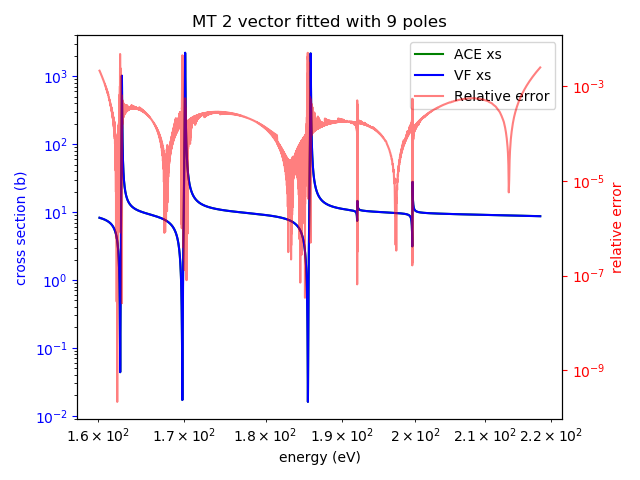 MT 2 vector fitted with 9 poles
ACE xs
VF xs
Relative error
cross section (b)
10³
10²
10¹
10⁰
10⁻¹
10⁻²
10⁻³
10⁻⁵
10⁻⁷
10⁻⁹
relative error
1.6 × 10² 1.7 × 10² 1.8 × 10² 1.9 × 10² 2 × 10² 2.1 × 10² 2.2 × 10²
energy (eV)